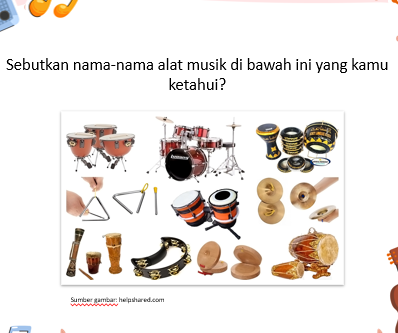 Sebutkan nama-nama alat musik di bawah ini yang kamu
ketahui?
Sumber gambar: helpshared.com